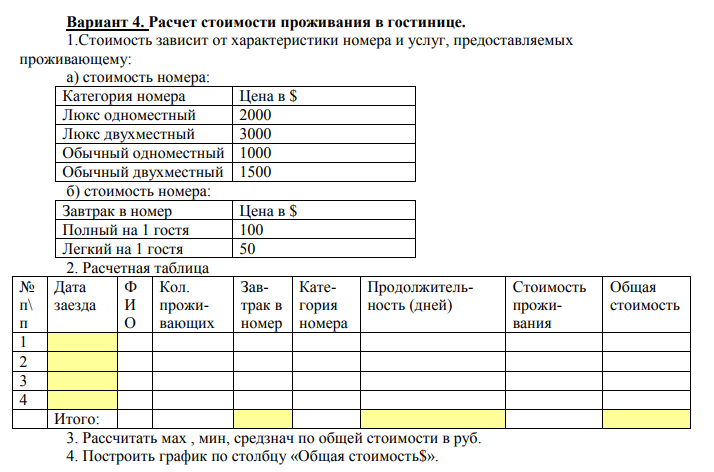 Вариант 4. Расчет стоимости проживания в гостинице.
1.Стоимость зависит от характеристики номера и услуг, предоставляемых
проживающему:
а) стоимость номера:
Категория номера Цена в $
Люкс одноместный 2000
Люкс двухместный 3000
Обычный одноместный 1000
Обычный двухместный 1500
б) стоимость номера:
Завтрак в номер Цена в $
Полный на 1 гостя 100
Легкий на 1 гостя 50
2. Расчетная таблица
№ Дата Ф Кол. Зав- Кате- Продолжитель- Стоимость Общая
п\ заезда И прожи- трак в гория ность (дней) прожи- стоимость
п О вающих номер номера вания
1
2
3
4
Итого:
3. Рассчитать мах , мин, средзнач по общей стоимости в руб.
4. Построить график по столбцу «Общая стоимость$».